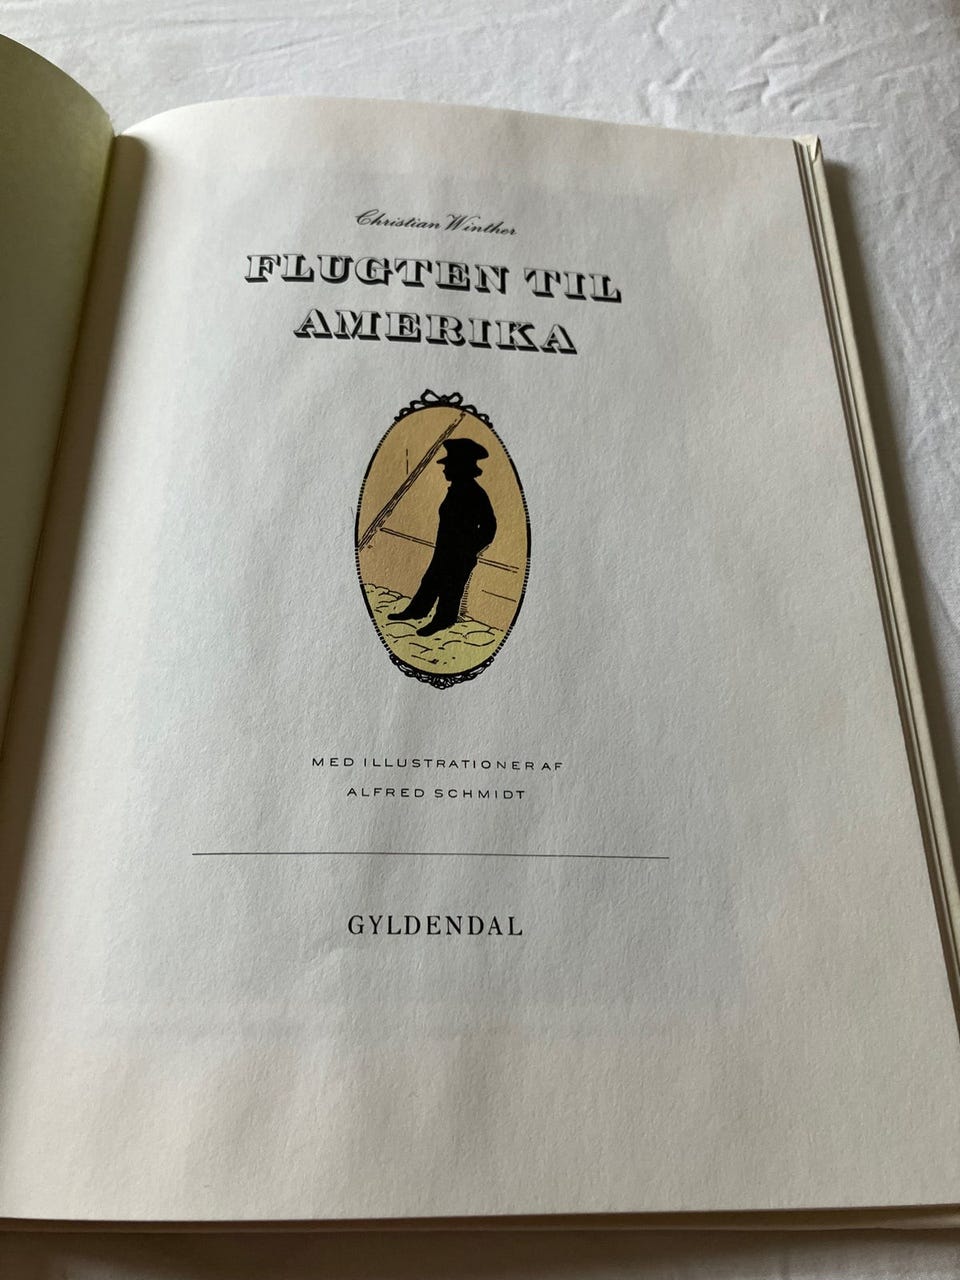 Christian Winther
FLUGTEN TIL
AMERIKA
MED ILLUSTRATIONER AF
ALFRED SCHMIDT
GYLDENDAL